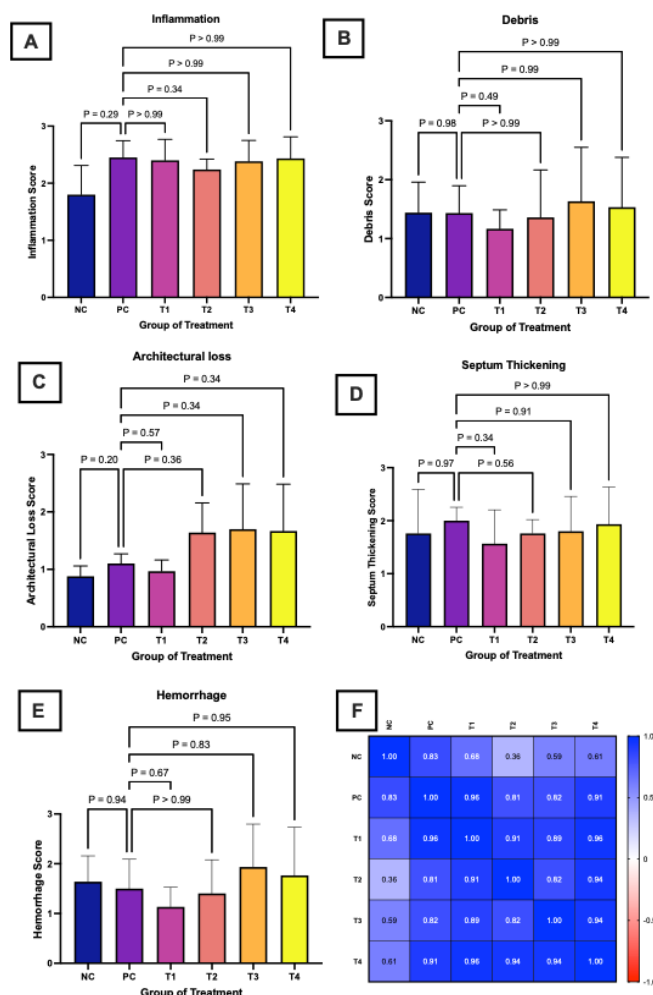 A
Inflammation
P > 0.99
P > 0.99
P = 0.34
P = 0.29
P > 0.99
Inflammation Score
3
2
1
0
NC PC T1 T2 T3 T4
Group of Treatment
B
Debris
P > 0.99
P = 0.99
P = 0.49
P = 0.98
P > 0.99
Debris Score
3
2
1
0
NC PC T1 T2 T3 T4
Group of Treatment
C
Architectural loss
P = 0.34
P = 0.34
P = 0.57
P = 0.20
P = 0.36
Architectural Loss Score
3
2
1
0
NC PC T1 T2 T3 T4
Group of Treatment
D
Septum Thickening
P > 0.99
P = 0.91
P = 0.34
P = 0.97
P = 0.56
Septum Thickening Score
3
2
1
0
NC PC T1 T2 T3 T4
Group of Treatment
E
Hemorrhage
P = 0.95
P = 0.83
P = 0.67
P = 0.94
P > 0.99
Hemorrhage Score
3
2
1
0
NC PC T1 T2 T3 T4
Group of Treatment
F
NC PC T1 T2 T3 T4
NC 1.00 0.83 0.68 0.36 0.59 0.61
PC 0.83 1.00 0.96 0.81 0.82 0.91
T1 0.68 0.96 1.00 0.91 0.89 0.96
T2 0.36 0.81 0.91 1.00 0.82 0.94
T3 0.59 0.82 0.89 0.82 1.00 0.94
T4 0.61 0.91 0.96 0.94 0.94 1.00
1.0
0.5
0
-0.5
-1.0